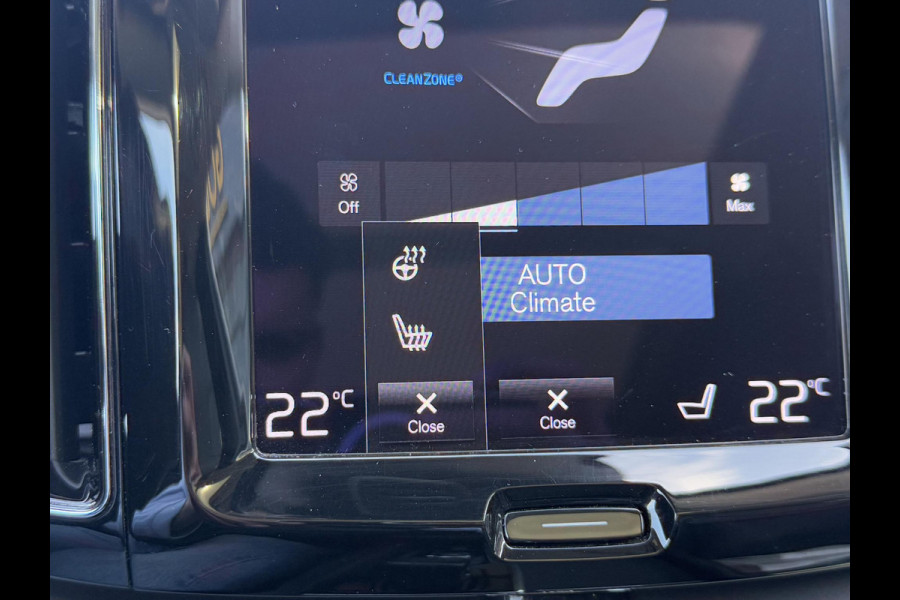 CLEANZONE®
Off
Max
AUTO
Climate
22°C
Close
Close
22°C